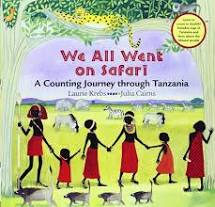 We All Went
on Safari
A Counting Journey through Tanzania
Laurie Krebs Julia Cairns